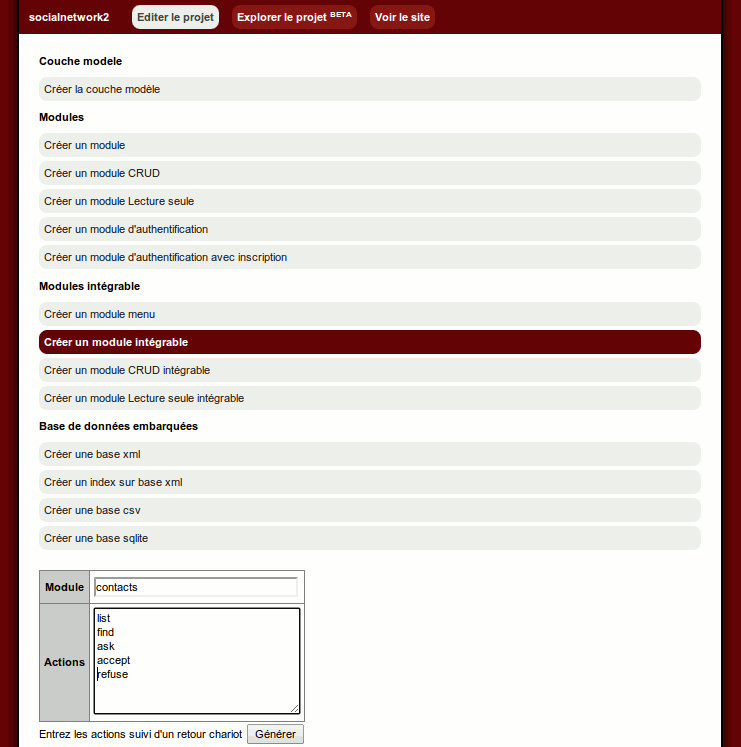 socialnetwork2 Editer le projet Explorer le projet BETA Voir le site
Couche modele
Créer la couche modèle
Modules
Créer un module
Créer un module CRUD
Créer un module Lecture seule
Créer un module d'authentification
Créer un module d'authentification avec inscription
Modules intégrable
Créer un module menu
Créer un module intégrable
Créer un module CRUD intégrable
Créer un module Lecture seule intégrable
Base de données embarquées
Créer une base xml
Créer un index sur base xml
Créer une base csv
Créer une base sqlite
Module contacts
Actions
list
find
ask
accept
refuse
Entrez les actions suivi d'un retour chariot Générer